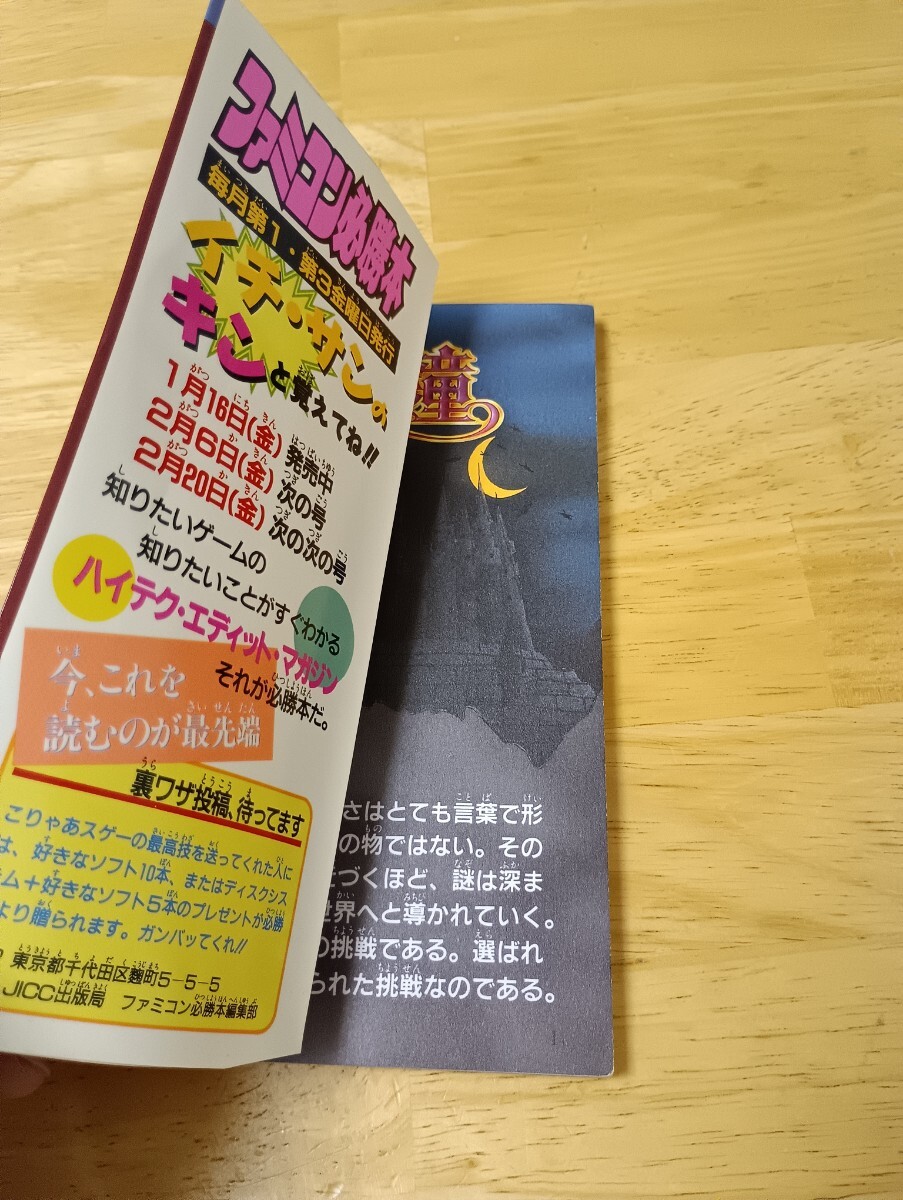 ファミコン必勝本
毎月第1・第3金曜日発行
イチ・サンの
キンと覚えてね!!
1月16日(金)発売中
2月6日(金)次の号
2月20日(金)次の次の号
知りたいゲームの
知りたいことがすぐわかる
ハイテク・エディット・マガジン
それが必勝本だ。
今、これを
読むのが最先端
裏ワザ投稿、待ってます
こりゃあスゲーの最高技を送ってくれた人に
は、好きなソフト10本、またはディスクシス
ム+好きなソフト5本のプレゼントが必勝
より贈られます。ガンバッてくれ!!
東京都千代田区麴町5-5-5
JICC出版局 ファミコン必勝本編集部
さはとても言葉で形
の物ではない。その
づくほど、謎は深ま
世界へと導かれていく。
の挑戦である。選ばれ
られた挑戦なのである。
1